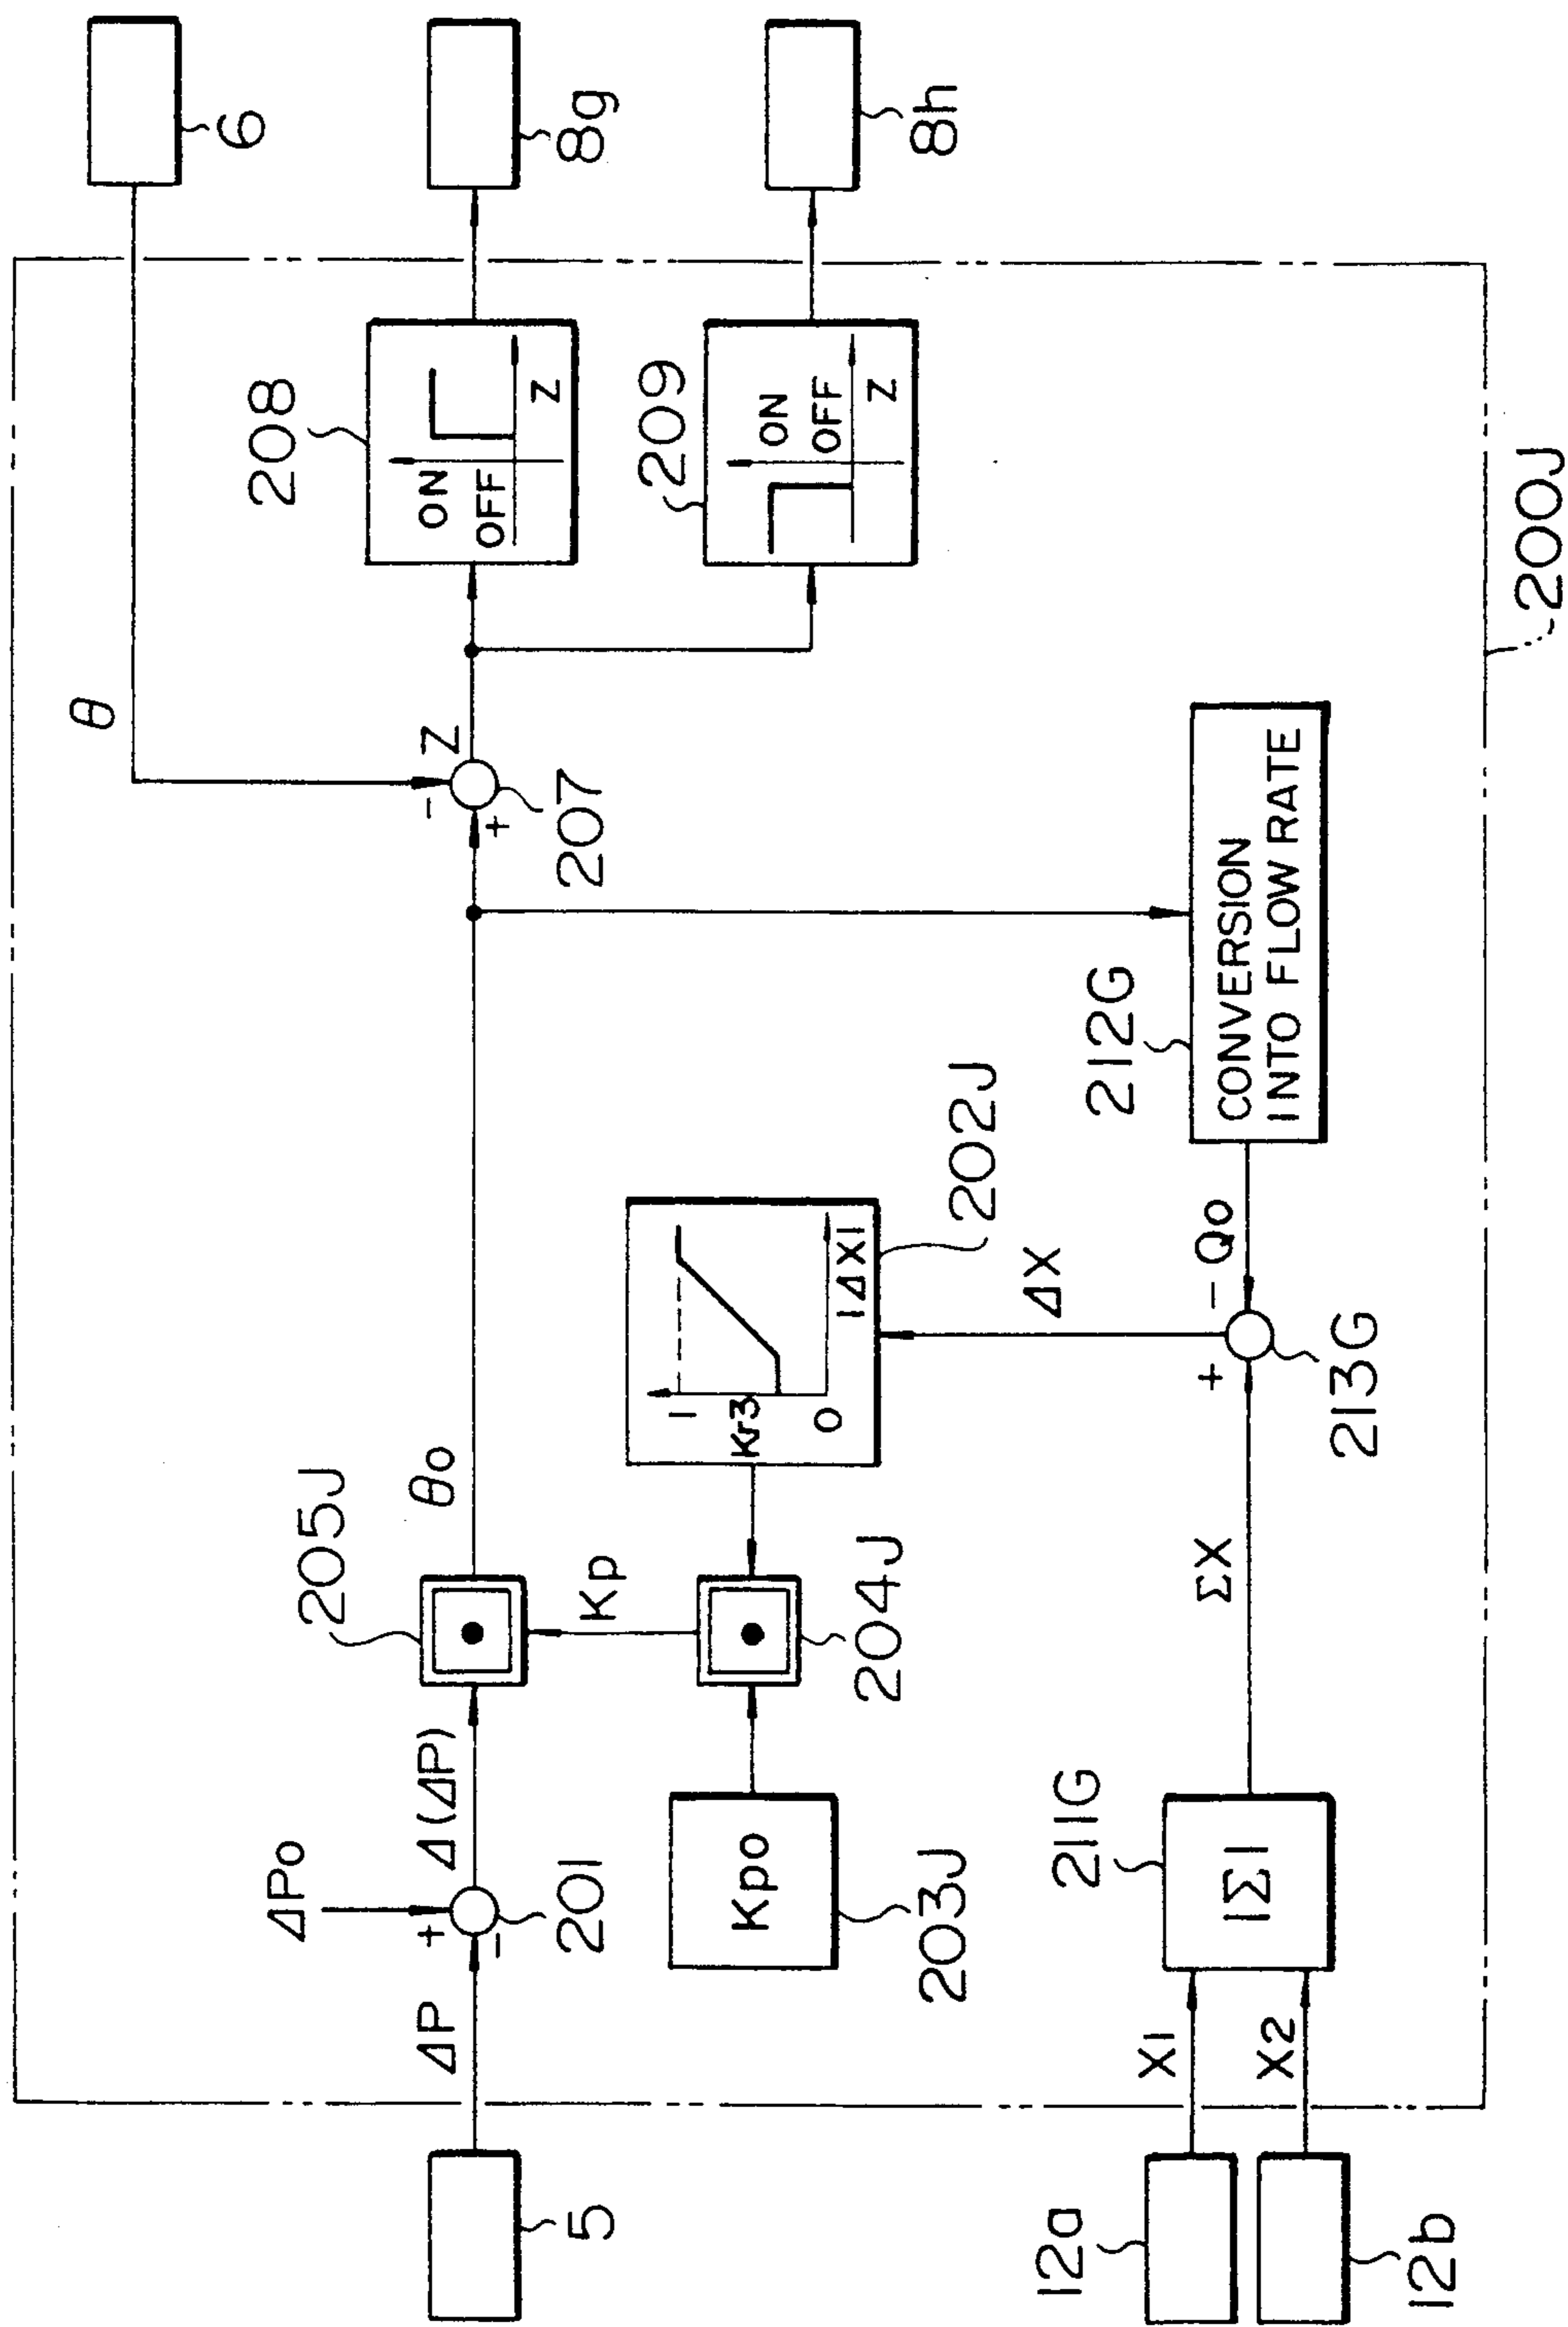 6
8g
8h
θ
208
ON
OFF
Z
209
ON
OFF
Z
Z
-
+
207
200J
CONVERSION
INTO FLOW RATE
212G
202J
1
Kr3
0
|ΔX|
Qo
-
ΔX
+
213G
θo
205J
Kp
204J
ΣX
Δ(ΔP)
ΔPo
+
-
201
Kpo
203J
|Σ|
211G
ΔP
X1
X2
5
12a
12b